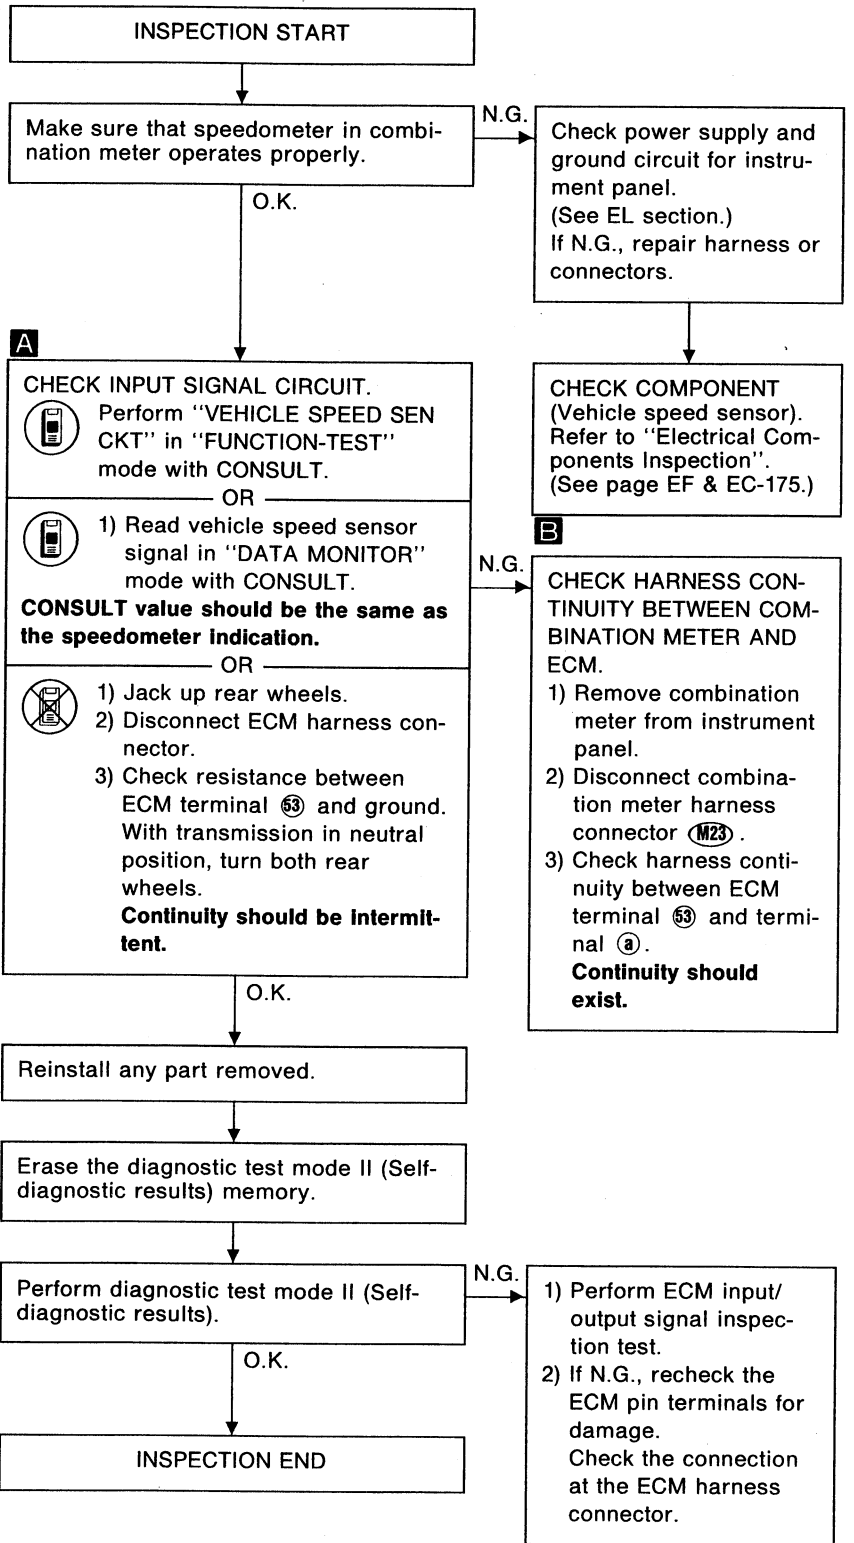 INSPECTION START
Make sure that speedometer in combi-
nation meter operates properly.
N.G.
Check power supply and
ground circuit for instru-
ment panel.
(See EL section.)
If N.G., repair harness or
connectors.
O.K.
CHECK COMPONENT
(Vehicle speed sensor).
Refer to "Electrical Com-
ponents Inspection".
(See page EF & EC-175.)
A
CHECK INPUT SIGNAL CIRCUIT.
Perform "VEHICLE SPEED SEN
CKT" in "FUNCTION-TEST"
mode with CONSULT.
OR
1) Read vehicle speed sensor
signal in "DATA MONITOR"
mode with CONSULT.
CONSULT value should be the same as
the speedometer indication.
OR
1) Jack up rear wheels.
2) Disconnect ECM harness con-
nector.
3) Check resistance between
ECM terminal 53 and ground.
With transmission in neutral
position, turn both rear
wheels.
Continuity should be intermit-
tent.
N.G.
B
CHECK HARNESS CON-
TINUITY BETWEEN COM-
BINATION METER AND
ECM.
1) Remove combination
meter from instrument
panel.
2) Disconnect combina-
tion meter harness
connector M23 .
3) Check harness conti-
nuity between ECM
terminal 53 and termi-
nal a .
Continuity should
exist.
O.K.
Reinstall any part removed.
Erase the diagnostic test mode II (Self-
diagnostic results) memory.
Perform diagnostic test mode II (Self-
diagnostic results).
N.G.
1) Perform ECM input/
output signal inspec-
tion test.
2) If N.G., recheck the
ECM pin terminals for
damage.
Check the connection
at the ECM harness
connector.
O.K.
INSPECTION END